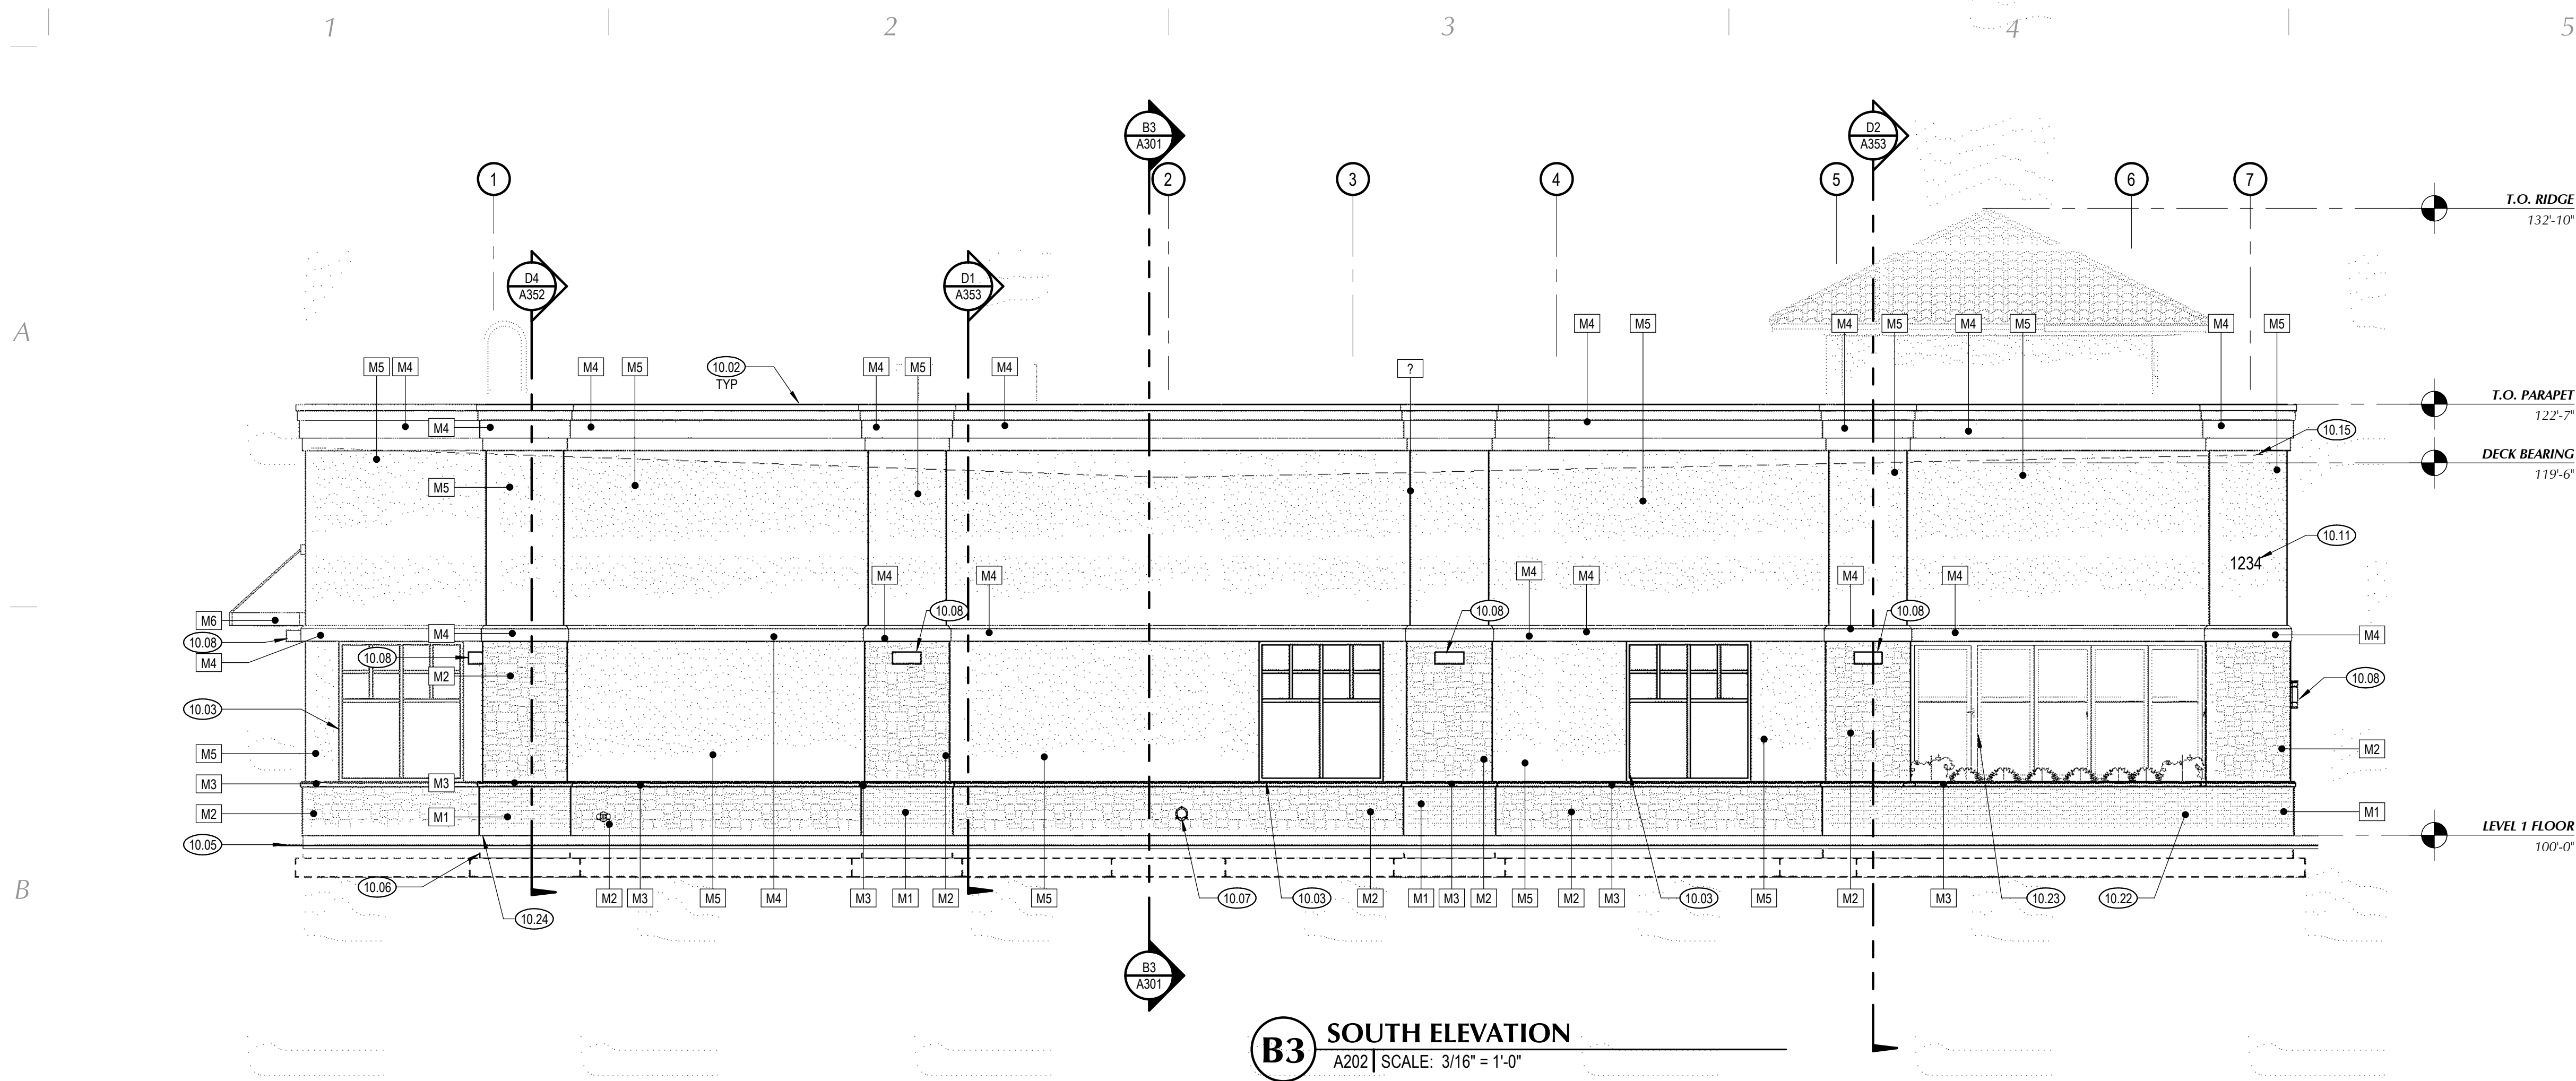 1 2 3 4 5
B3
A301
D2
A353
1 2 3 4 5 6 7
T.O. RIDGE
132'-10"
D4
A352
D1
A353
M4 M5 M4 M5 M4 M5 M4 M5
A
M5 M4 M4 M5 10.02 M4 M5 M4 ?
TYP
T.O. PARAPET
122'-7"
M4 10.15
DECK BEARING
119'-6"
M5
10.11
1234
M4 M4 M4 M4 M4 M4
10.08 10.08 10.08
M6
10.08 M4 M4
M4 10.08
M2 10.08
10.03
M5 M2
M3 M3
M2 M1 M1
LEVEL 1 FLOOR
100'-0"
10.05
10.06
B
M2 M3 M5 M4 M3 M1 M2 M5 10.07 10.03 M2 M1 M3 M2 M5 M2 M3 10.03 M5 M2 M3 10.23 10.22
10.24
B3
A301
B3 SOUTH ELEVATION
A202 SCALE: 3/16" = 1'-0"